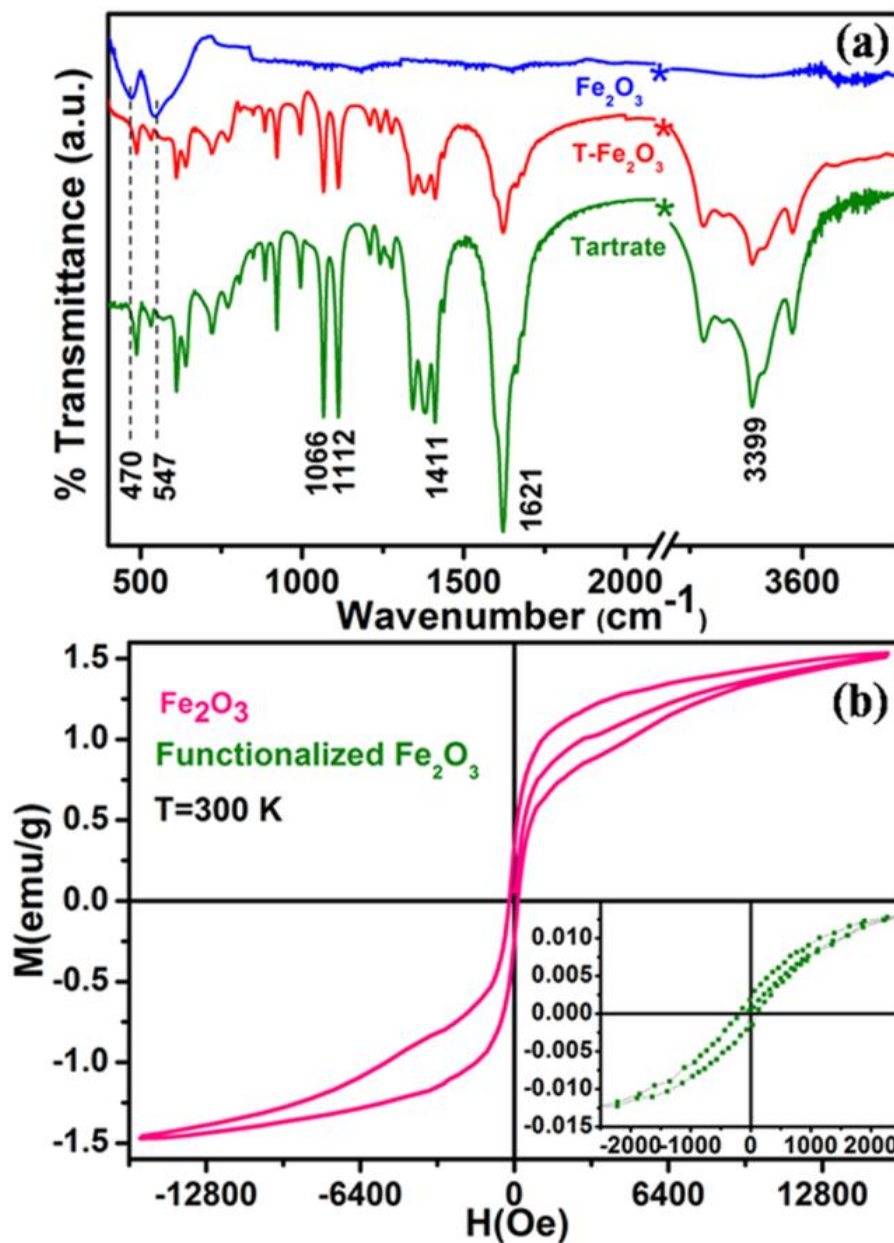 (a)
% Transmittance (a.u.)
Fe₂O₃
T-Fe₂O₃
Tartrate
470
547
1066
1112
1411
1621
3399
500 1000 1500 2000 3600
Wavenumber (cm⁻¹)
(b)
Fe₂O₃
Functionalized Fe₂O₃
T=300 K
M(emu/g)
1.5
1.0
0.5
0.0
-0.5
-1.0
-1.5
0.010
0.005
0.000
-0.005
-0.010
-0.015
-2000 -1000 0 1000 2000
-12800 -6400 0 6400 12800
H(Oe)